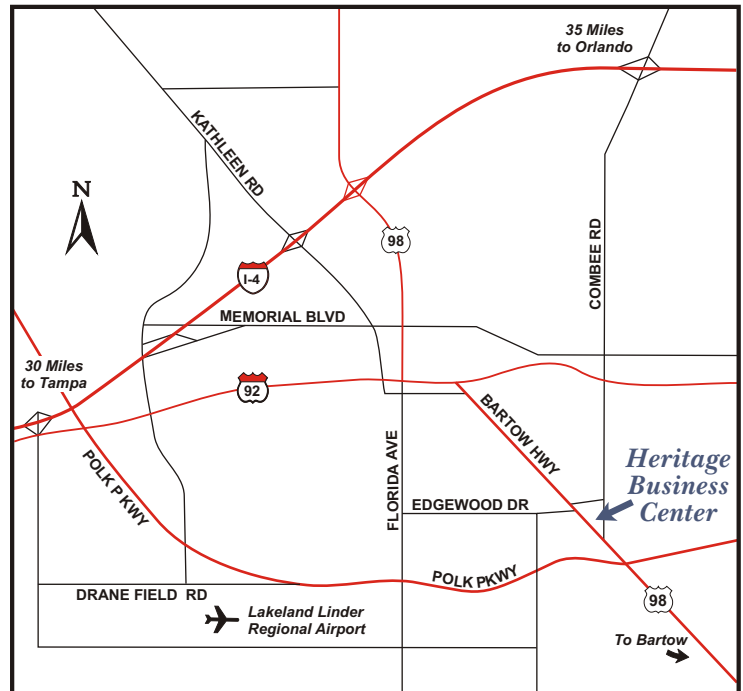 35 Miles
to Orlando
KATHLEEN RD
N
98
COMBEE RD
I-4
MEMORIAL BLVD
30 Miles
to Tampa
92
BARTOW HWY
FLORIDA AVE
Heritage
Business
Center
POLK P KWY
EDGEWOOD DR
POLK PKWY
DRANE FIELD RD
98
Lakeland Linder
Regional Airport
To Bartow